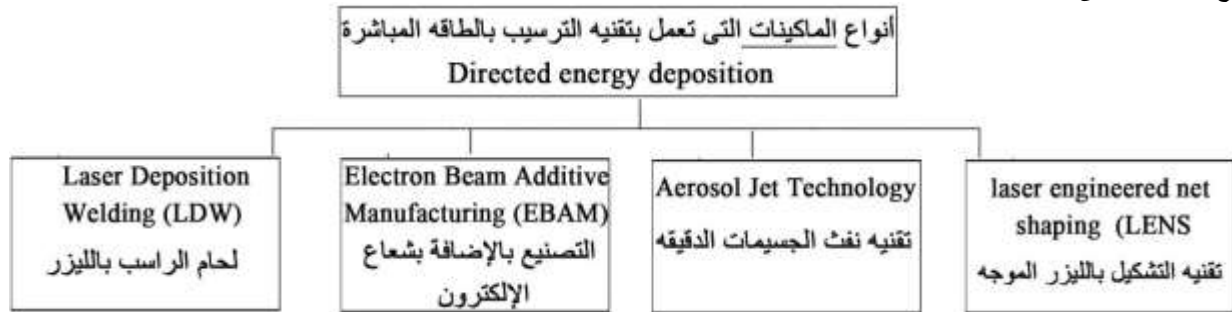 أنواع الماكينات التى تعمل بتقنيه الترسيب بالطاقه المباشرة
Directed energy deposition
Laser Deposition
Welding (LDW)
لحام الراسب بالليزر
Electron Beam Additive
Manufacturing (EBAM)
التصنيع بالإضافة بشعاع
الإلكترون
Aerosol Jet Technology
تقنيه نفث الجسيمات الدقيقه
laser engineered net
shaping (LENS
تقنيه التشكيل بالليزر الموجه